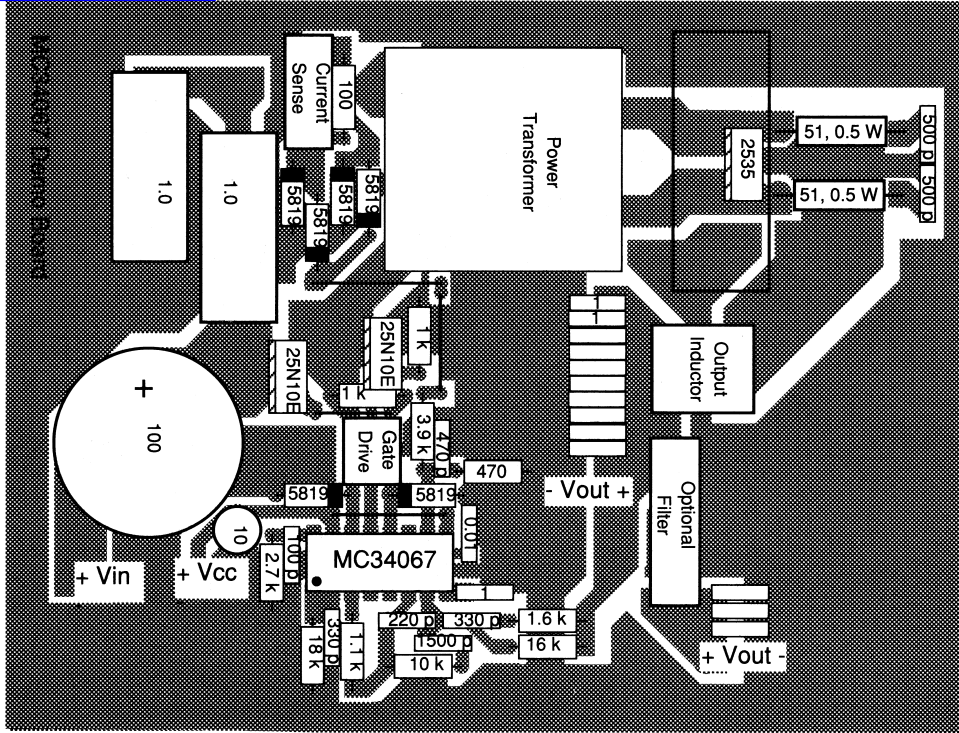 MC34067 Demo Board
Current
Sense
100
Power
Transformer
2535
51, 0.5 W
51, 0.5 W
500 p
500 p
1.0
1.0
5819
5819
5819
5819
25N10E
25N10E
1 k
1 k
1
1
Output
Inductor
+
100
Gate
Drive
3.9 k
470 p
470
5819
5819
- Vout +
Optional
Filter
10
0.01
100 p
2.7 k
MC34067
+ Vin
+ Vcc
1
220 p
330 p
1.6 k
1500 p
16 k
10 k
18 k
330 p
1.1 k
+ Vout -